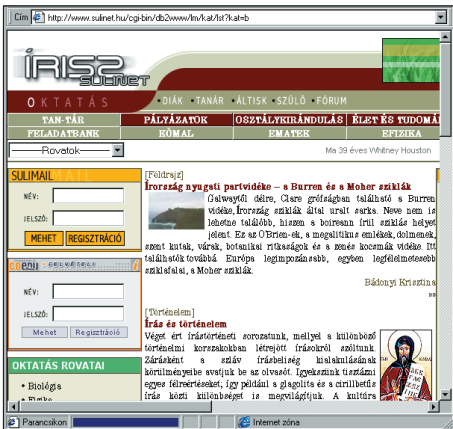 Cím http://www.sulinet.hu/cgi-bin/db2www/lm/kat/lst?kat=b
ÍRISZ
SULINET
OKTATÁS
•DIÁK •TANÁR •ÁLTISK •SZÜLŐ •FÓRUM
TAN-TÁR PÁLYÁZATOK OSZTÁLYKIRÁNDULÁS ÉLET ÉS TUDOMÁ
FELADATBANK KÖMAL EMATEK EFIZIKA
-----Rovatok----- Ma 39 éves Whitney Houston
SULIMAIL
NÉV:
JELSZÓ:
MEHET REGISZTRÁCIÓ
NÉV:
JELSZÓ:
Mehet Regisztráció
OKTATÁS ROVATAI
• Biológia
• Fizika
[Földrajz]
Írország nyugati partvidéke – a Burren és a Moher sziklák
Galwaytól délre, Clare grófságban található a Burren
vidéke, Írország sziklák által uralt sarka. Neve nem is
lehetne találóbb, hiszen a boireann írül sziklás helyet
jelent. Ez az O'Brien-ek, a megalitikus emlékek, dolmenek,
szent kutak, várak, botanikai ritkaságok és a zenés kocsmák vidéke. Itt
találhatók továbbá Európa legimpozánsabb, egyben legfélelmetesebb
sziklafalai, a Moher sziklák.
Bádonyi Krisztina
»»
[Történelem]
Írás és történelem
Véget ért írástörténeti sorozatunk, mellyel a különböző
történelmi korszakokban létrejött írásokról szóltunk.
Zárásként a szláv írásbeliség kialakulásának
körülményeibe avatjuk be az olvasót. Igyekszünk tisztázni
egyes félreértéseket; így például a glagolita és a cirillbetűs
írás közti különbséget is megvilágítjuk. A kultúra
Parancsikon Internet zóna